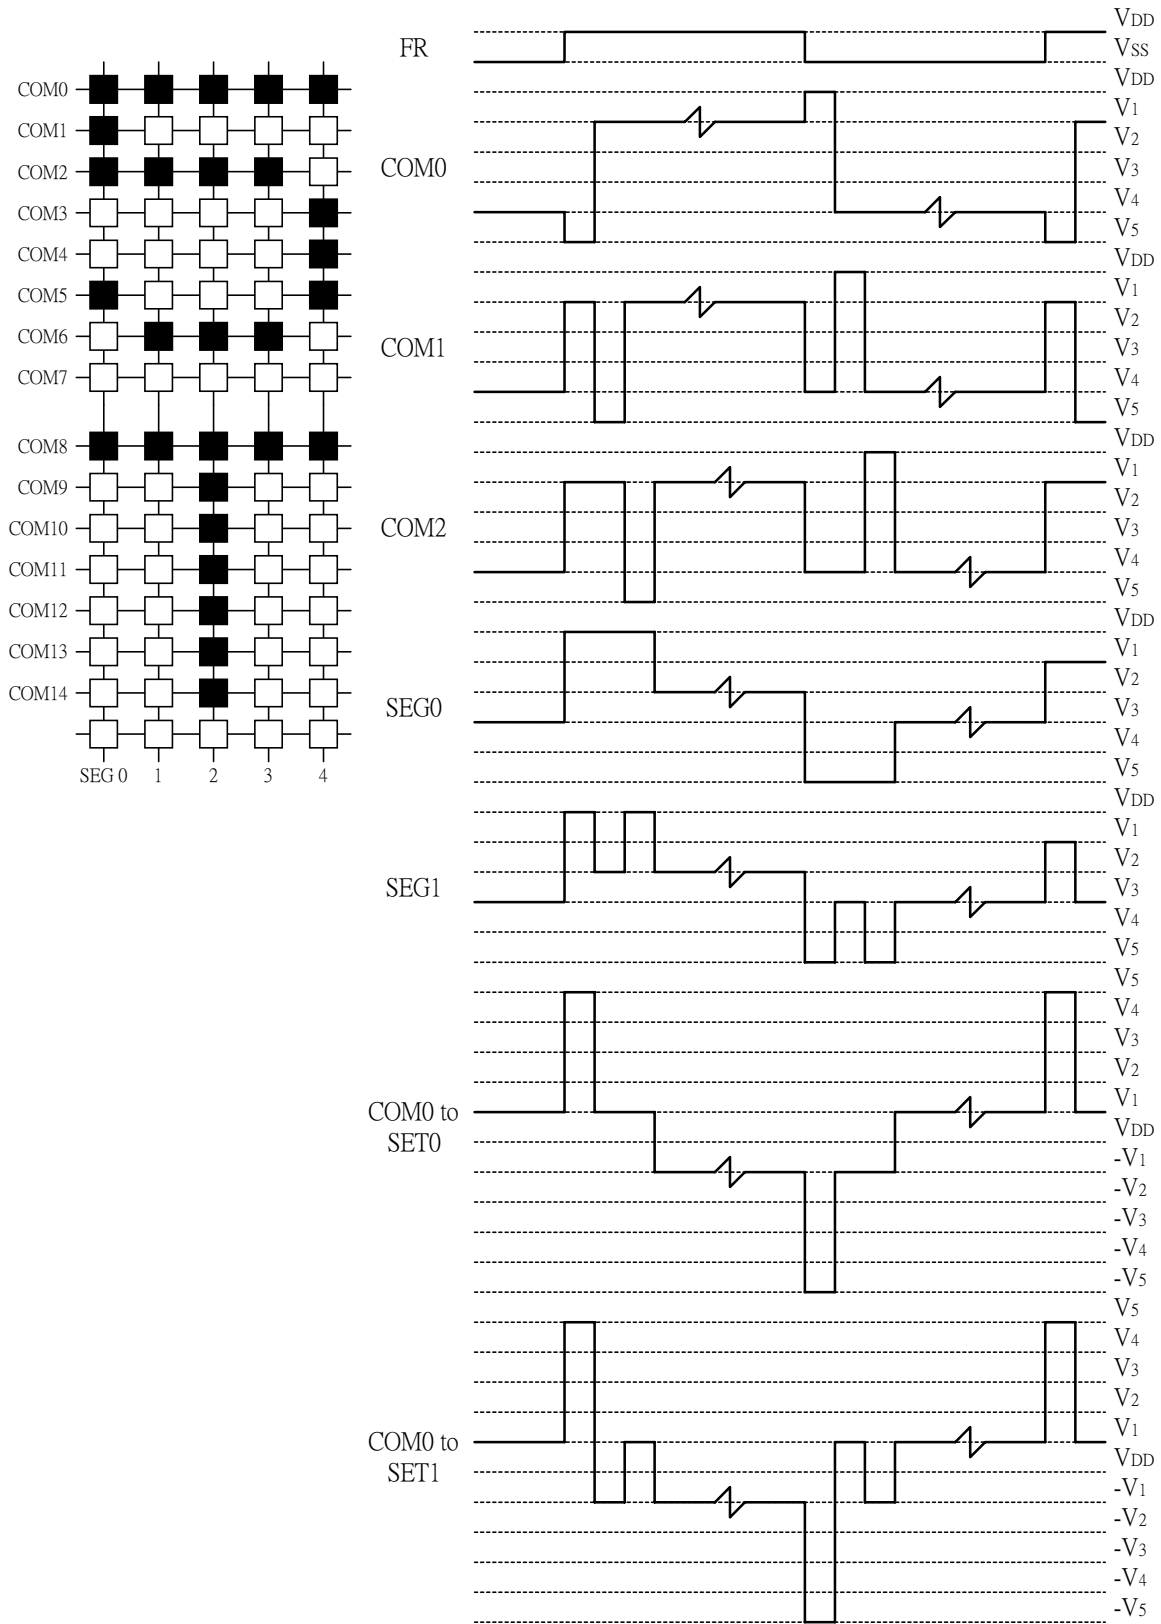 COM0
COM1
COM2
COM3
COM4
COM5
COM6
COM7
COM8
COM9
COM10
COM11
COM12
COM13
COM14
SEG 0 1 2 3 4
FR
VDD
VSS
COM0
VDD
V1
V2
V3
V4
V5
COM1
VDD
V1
V2
V3
V4
V5
COM2
VDD
V1
V2
V3
V4
V5
SEG0
VDD
V1
V2
V3
V4
V5
SEG1
VDD
V1
V2
V3
V4
V5
COM0 to
SET0
V5
V4
V3
V2
V1
VDD
-V1
-V2
-V3
-V4
-V5
COM0 to
SET1
V5
V4
V3
V2
V1
VDD
-V1
-V2
-V3
-V4
-V5